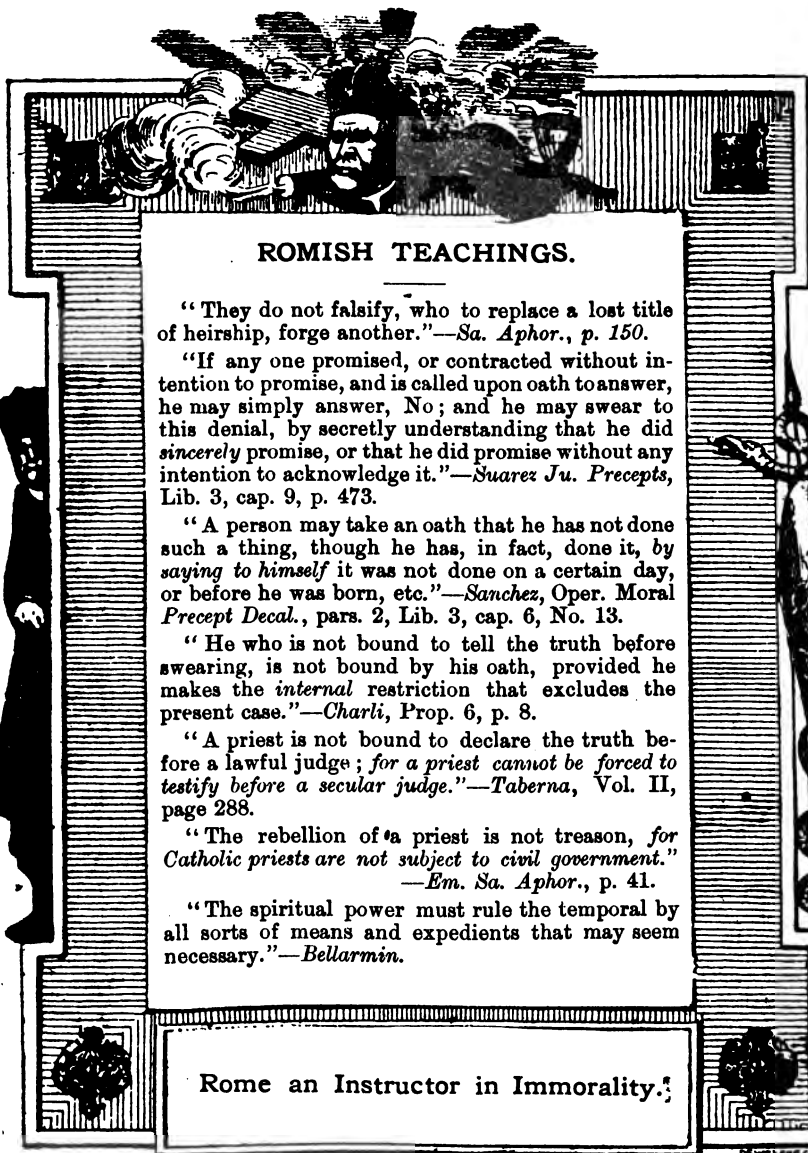 ROMISH TEACHINGS.
“They do not falsify, who to replace a lost title
of heirship, forge another.”—Sa. Aphor., p. 150.
“If any one promised, or contracted without in-
tention to promise, and is called upon oath to answer,
he may simply answer, No; and he may swear to
this denial, by secretly understanding that he did
sincerely promise, or that he did promise without any
intention to acknowledge it.”—Suarez Ju. Precepts,
Lib. 3, cap. 9, p. 473.
“A person may take an oath that he has not done
such a thing, though he has, in fact, done it, by
saying to himself it was not done on a certain day,
or before he was born, etc.”—Sanchez, Oper. Moral
Precept Decal., pars. 2, Lib. 3, cap. 6, No. 13.
“He who is not bound to tell the truth before
swearing, is not bound by his oath, provided he
makes the internal restriction that excludes the
present case.”—Charli, Prop. 6, p. 8.
“A priest is not bound to declare the truth be-
fore a lawful judge; for a priest cannot be forced to
testify before a secular judge.”—Taberna, Vol. II,
page 288.
“The rebellion of a priest is not treason, for
Catholic priests are not subject to civil government.”
—Em. Sa. Aphor., p. 41.
“The spiritual power must rule the temporal by
all sorts of means and expedients that may seem
necessary.”—Bellarmin.
Rome an Instructor in Immorality.